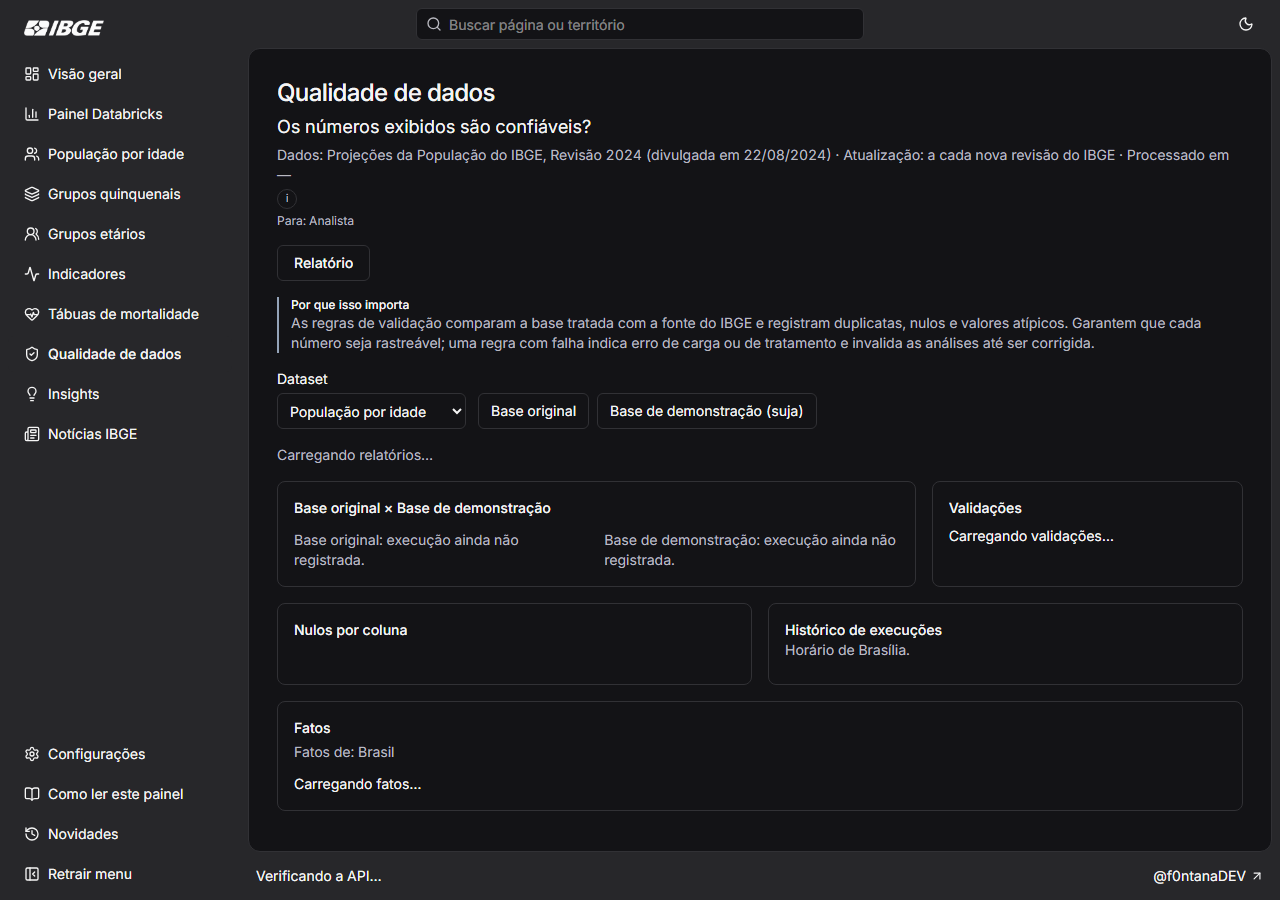 IBGE
Buscar página ou território
Visão geral
Painel Databricks
População por idade
Grupos quinquenais
Grupos etários
Indicadores
Tábuas de mortalidade
Qualidade de dados
Insights
Notícias IBGE
Configurações
Como ler este painel
Novidades
Retrair menu
Qualidade de dados
Os números exibidos são confiáveis?
Dados: Projeções da População do IBGE, Revisão 2024 (divulgada em 22/08/2024) · Atualização: a cada nova revisão do IBGE · Processado em
—
i
Para: Analista
Relatório
Por que isso importa
As regras de validação comparam a base tratada com a fonte do IBGE e registram duplicatas, nulos e valores atípicos. Garantem que cada
número seja rastreável; uma regra com falha indica erro de carga ou de tratamento e invalida as análises até ser corrigida.
Dataset
População por idade
Base original
Base de demonstração (suja)
Carregando relatórios...
Base original × Base de demonstração
Base original: execução ainda não
registrada.
Base de demonstração: execução ainda não
registrada.
Validações
Carregando validações...
Nulos por coluna
Histórico de execuções
Horário de Brasília.
Fatos
Fatos de: Brasil
Carregando fatos...
Verificando a API...
@f0ntanaDEV